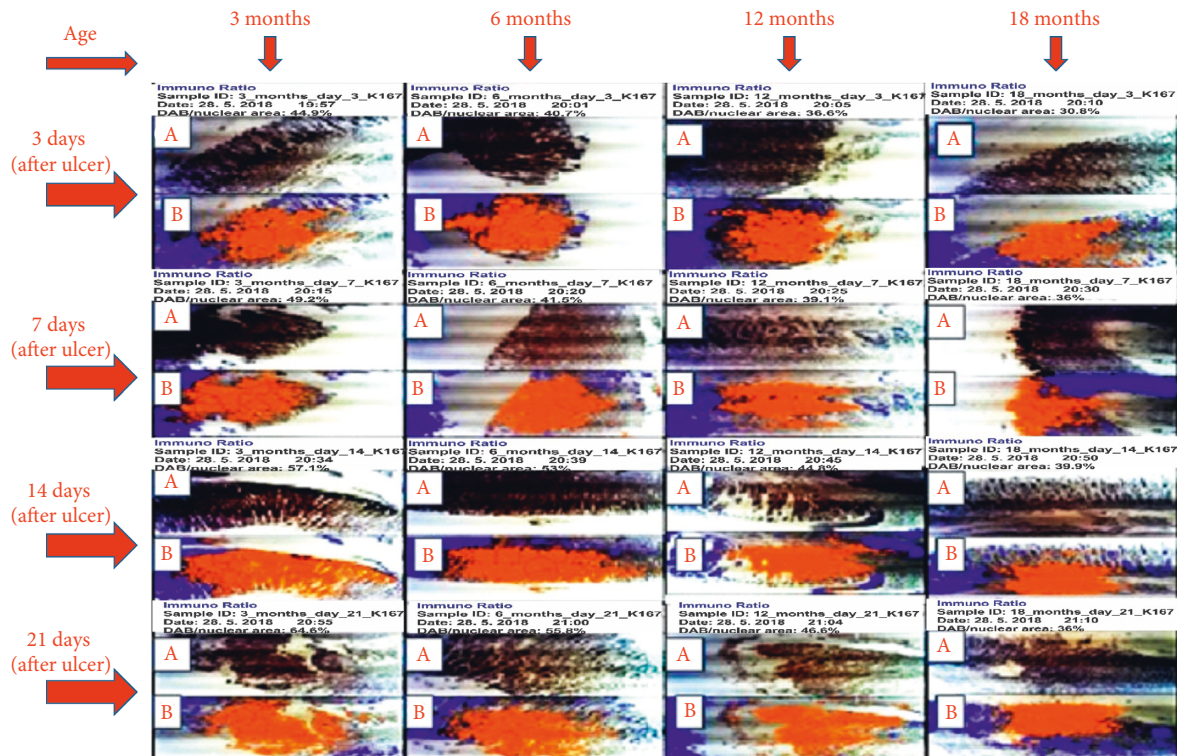 Age
3 months
6 months
12 months
18 months
3 days
(after ulcer)
Immuno Ratio
Sample ID: 3_months_day_3_K167
Date: 28. 5. 2018 19:57
DAB/nuclear area: 44.9%
A
B
Immuno Ratio
Sample ID: 6_months_day_3_K167
Date: 28. 5. 2018 20:01
DAB/nuclear area: 40.7%
A
B
Immuno Ratio
Sample ID: 12_months_day_3_K167
Date: 28. 5. 2018 20:05
DAB/nuclear area: 36.6%
A
B
Immuno Ratio
Sample ID: 18_months_day_3_K167
Date: 28. 5. 2018 20:10
DAB/nuclear area: 30.8%
A
B
7 days
(after ulcer)
Immuno Ratio
Sample ID: 3_months_day_7_K167
Date: 28. 5. 2018 20:15
DAB/nuclear area: 49.2%
A
B
Immuno Ratio
Sample ID: 6_months_day_7_K167
Date: 28. 5. 2018 20:20
DAB/nuclear area: 41.5%
A
B
Immuno Ratio
Sample ID: 12_months_day_7_K167
Date: 28. 5. 2018 20:25
DAB/nuclear area: 39.1%
A
B
Immuno Ratio
Sample ID: 18_months_day_7_K167
Date: 28. 5. 2018 20:30
DAB/nuclear area: 36%
A
B
14 days
(after ulcer)
Immuno Ratio
Sample ID: 3_months_day_14_K167
Date: 28. 5. 2018 20:34
DAB/nuclear area: 57.1%
A
B
Immuno Ratio
Sample ID: 6_months_day_14_K167
Date: 28. 5. 2018 20:39
DAB/nuclear area: 53%
A
B
Immuno Ratio
Sample ID: 12_months_day_14_K167
Date: 28. 5. 2018 20:45
DAB/nuclear area: 44.8%
A
B
Immuno Ratio
Sample ID: 18_months_day_14_K167
Date: 28. 5. 2018 20:50
DAB/nuclear area: 39.9%
A
B
21 days
(after ulcer)
Immuno Ratio
Sample ID: 3_months_day_21_K167
Date: 28. 5. 2018 20:55
DAB/nuclear area: 64.6%
A
B
Immuno Ratio
Sample ID: 6_months_day_21_K167
Date: 28. 5. 2018 21:00
DAB/nuclear area: 55.8%
A
B
Immuno Ratio
Sample ID: 12_months_day_21_K167
Date: 28. 5. 2018 21:04
DAB/nuclear area: 46.6%
A
B
Immuno Ratio
Sample ID: 18_months_day_21_K167
Date: 28. 5. 2018 21:10
DAB/nuclear area: 36%
A
B